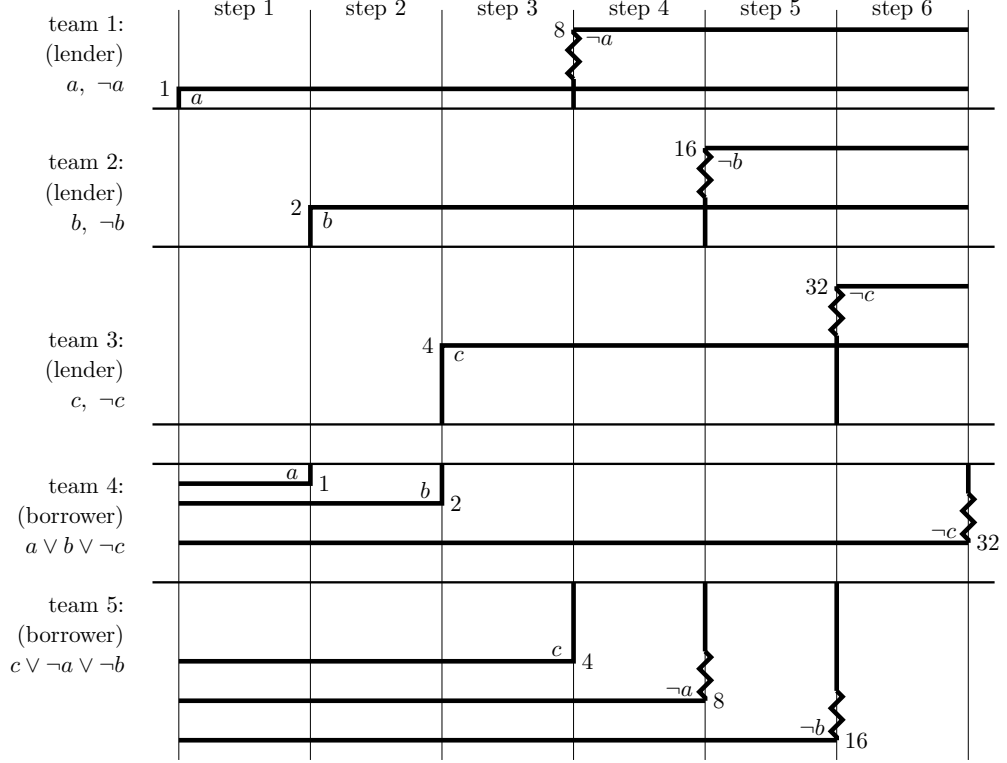 step 1 step 2 step 3 step 4 step 5 step 6
team 1:
(lender)
a, ¬a
8
¬a
1
a
team 2:
(lender)
b, ¬b
16
¬b
2
b
team 3:
(lender)
c, ¬c
32
¬c
4
c
team 4:
(borrower)
a ∨ b ∨ ¬c
a
1
b
2
¬c
32
team 5:
(borrower)
c ∨ ¬a ∨ ¬b
c
4
¬a
8
¬b
16